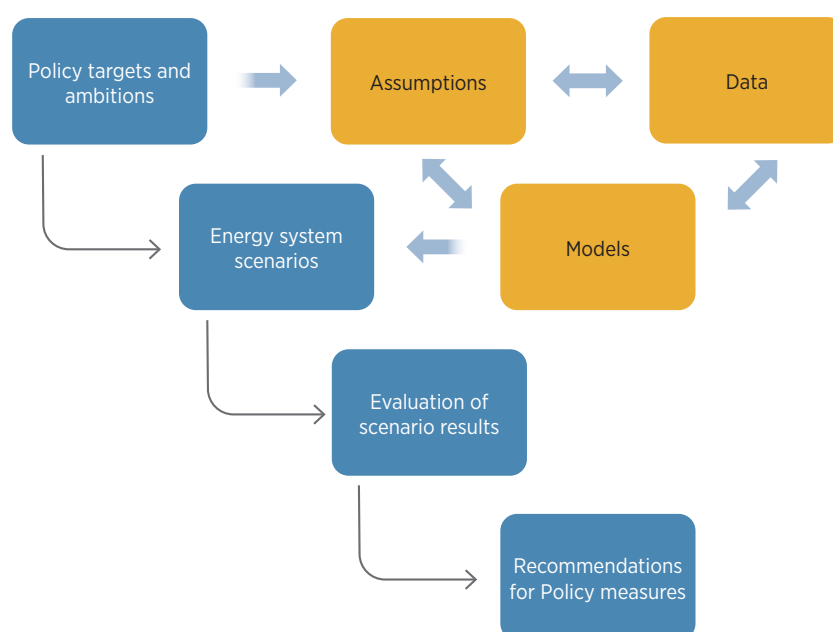 Policy targets and
ambitions
Assumptions
Data
Energy system
scenarios
Models
Evaluation of
scenario results
Recommendations
for Policy measures